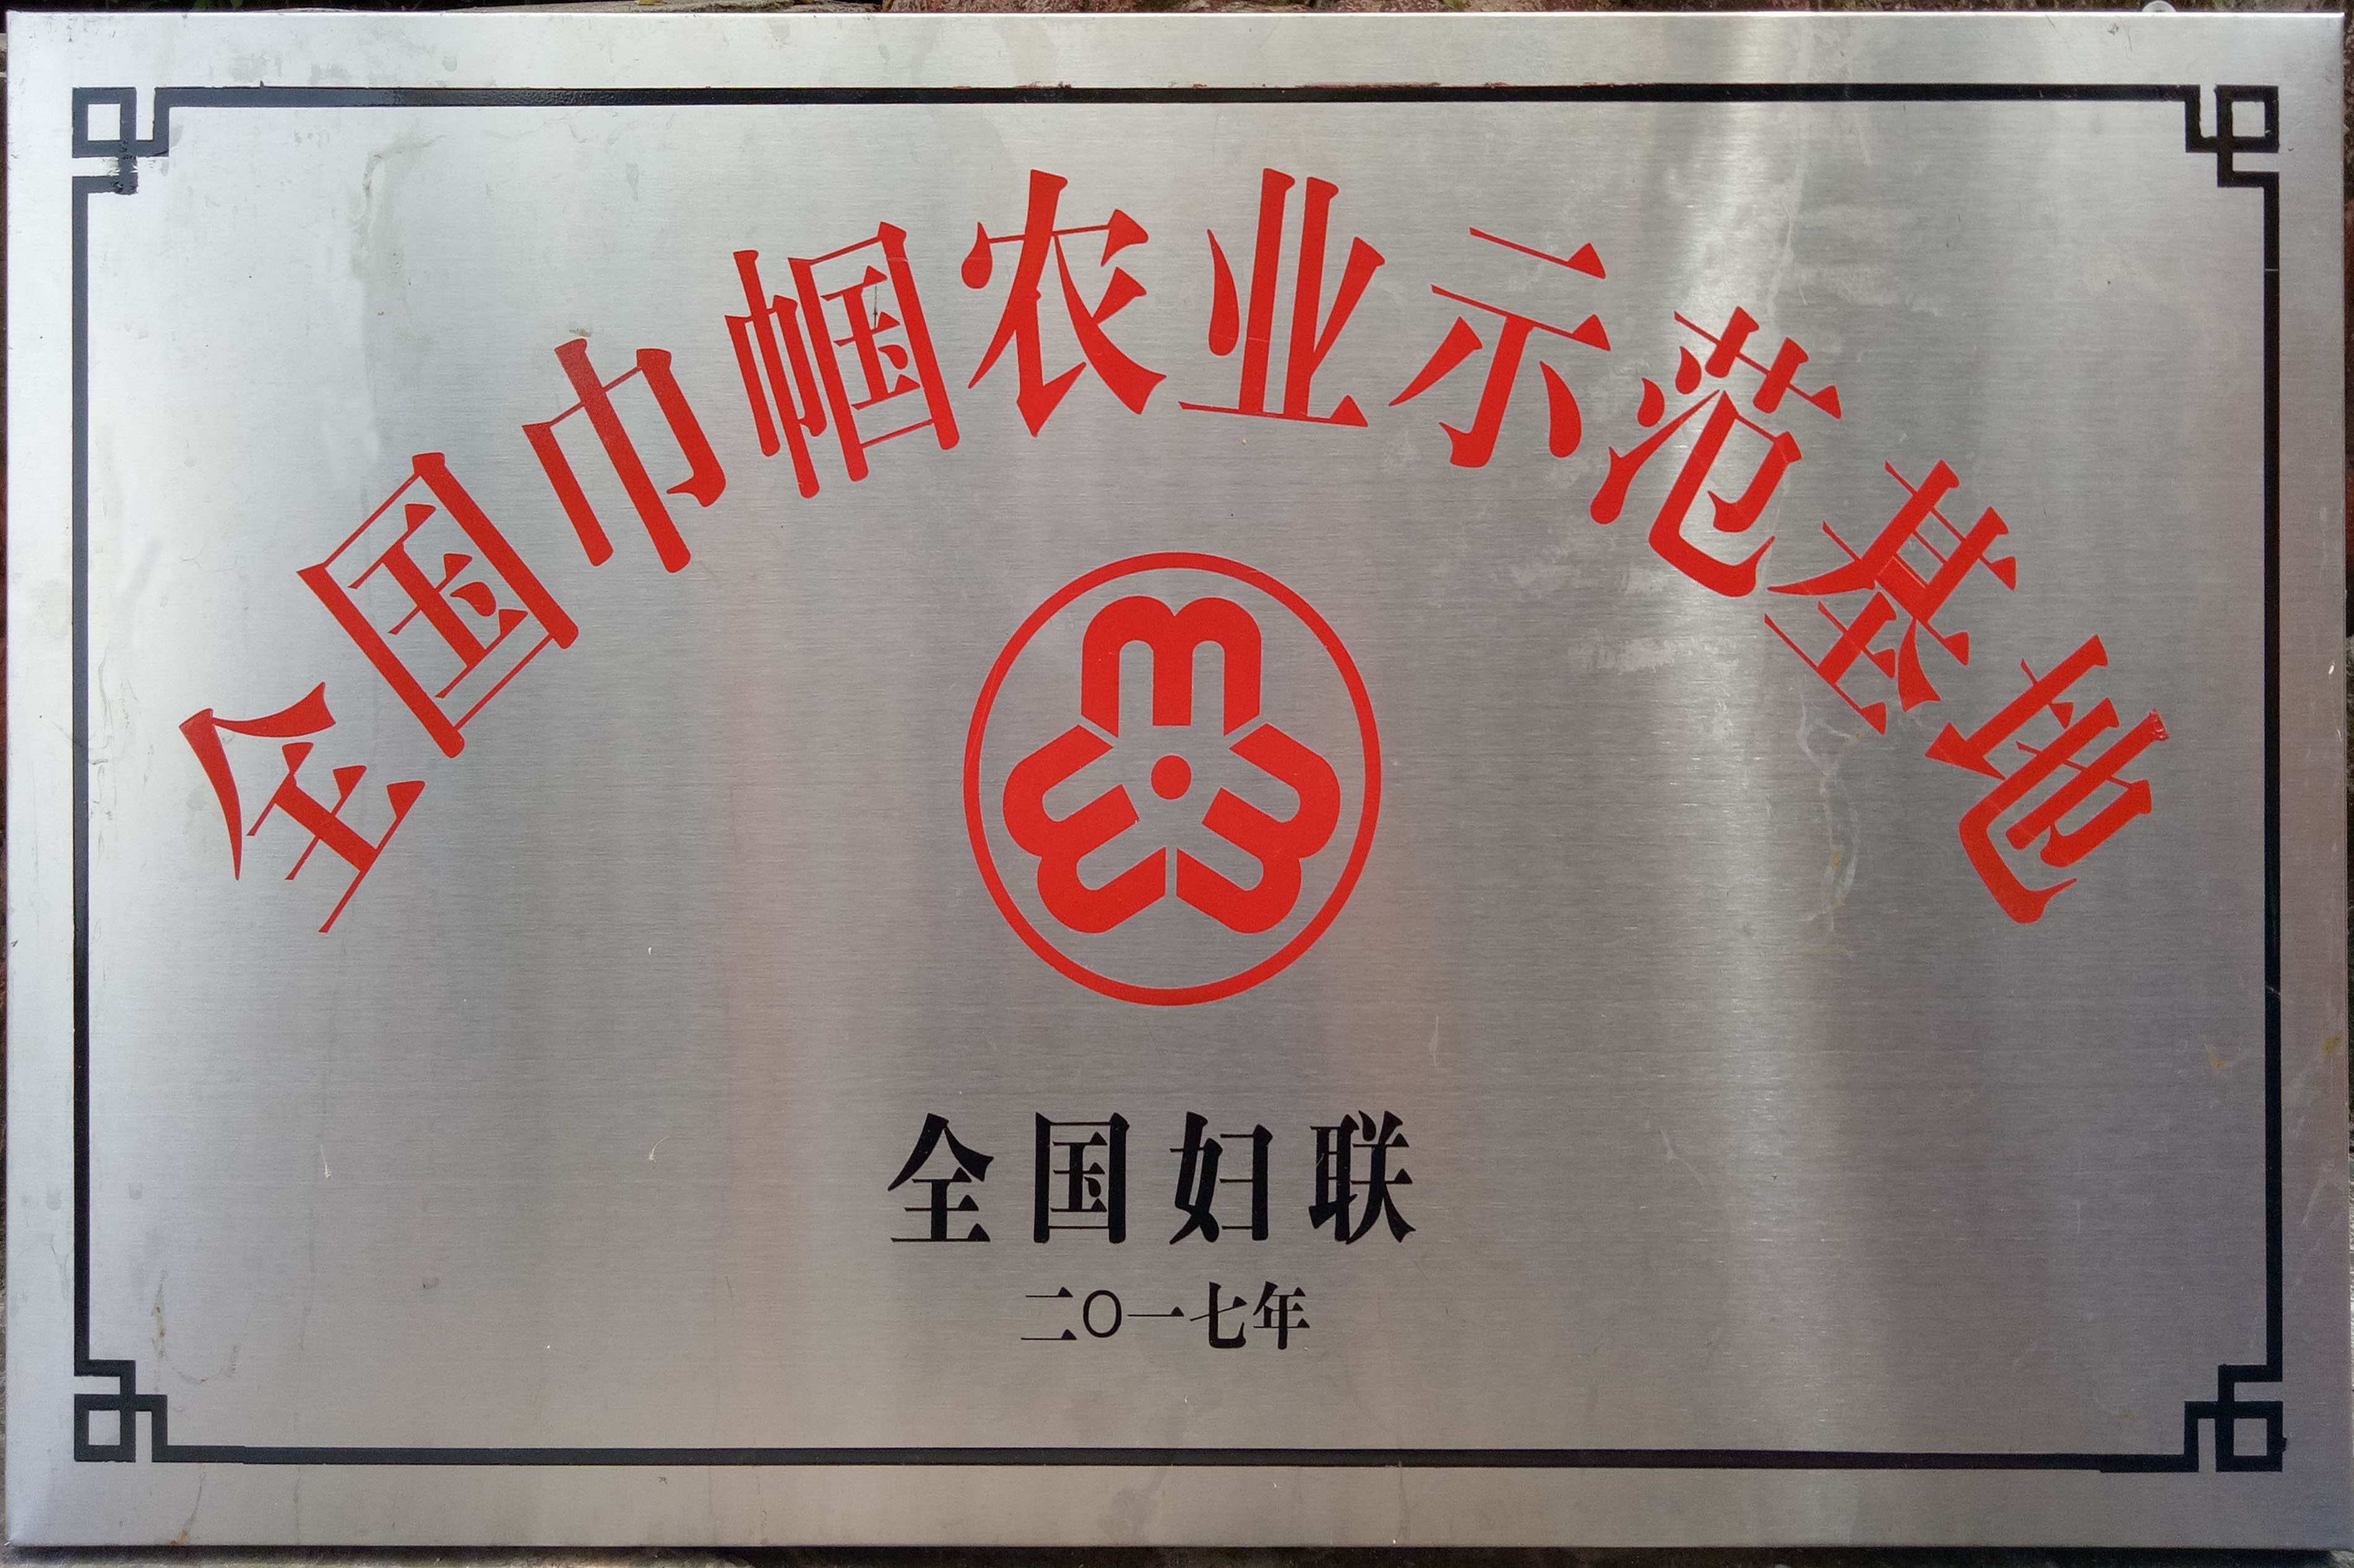 全国巾帼农业示范基地
全国妇联
二〇一七年